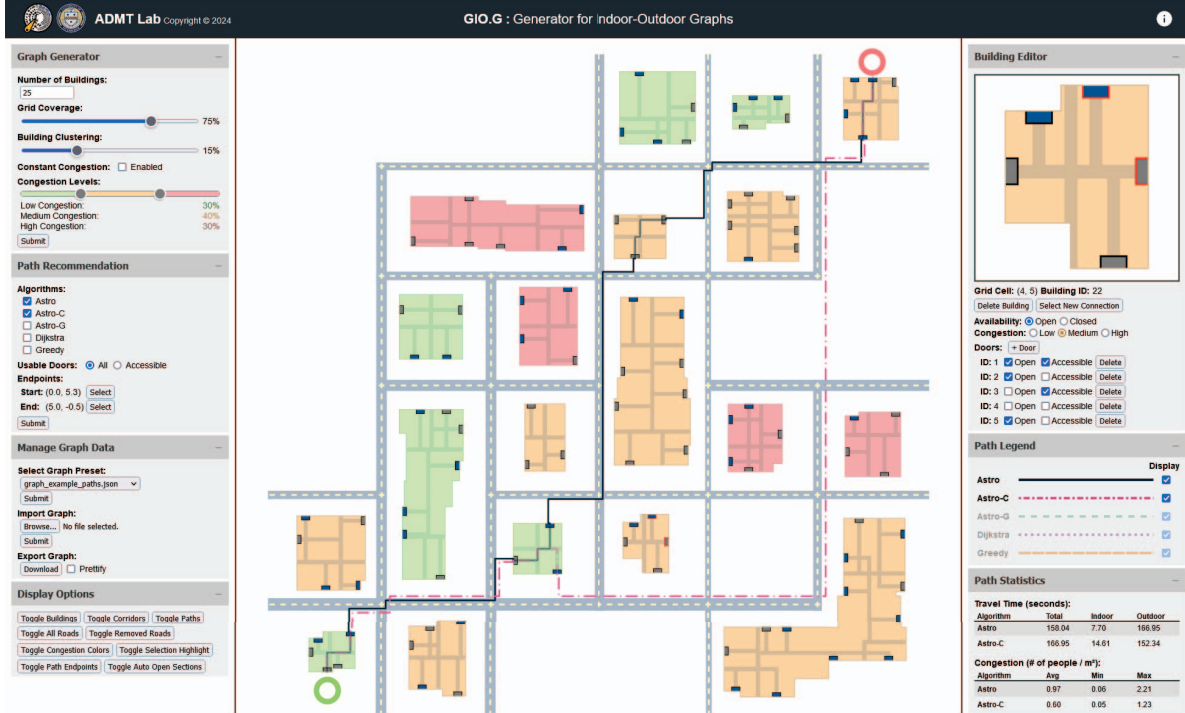 ADMT Lab Copyright © 2024
GIO.G : Generator for Indoor-Outdoor Graphs
i
Graph Generator −
Number of Buildings:
25
Grid Coverage:
75%
Building Clustering:
15%
Constant Congestion: Enabled
Congestion Levels:
Low Congestion: 30%
Medium Congestion: 40%
High Congestion: 30%
Submit
Path Recommendation −
Algorithms:
Astro
Astro-C
Astro-G
Dijkstra
Greedy
Usable Doors: All Accessible
Endpoints:
Start: (0.0, 5.3) Select
End: (5.0, -0.5) Select
Submit
Manage Graph Data −
Select Graph Preset:
graph_example_paths.json
Submit
Import Graph:
Browse... No file selected.
Submit
Export Graph:
Download Prettify
Display Options −
Toggle Buildings Toggle Corridors Toggle Paths
Toggle All Roads Toggle Removed Roads
Toggle Congestion Colors Toggle Selection Highlight
Toggle Path Endpoints Toggle Auto Open Sections
Building Editor −
Grid Cell: (4, 5) Building ID: 22
Delete Building Select New Connection
Availability: Open Closed
Congestion: Low Medium High
Doors: + Door
ID: 1 Open Accessible Delete
ID: 2 Open Accessible Delete
ID: 3 Open Accessible Delete
ID: 4 Open Accessible Delete
ID: 5 Open Accessible Delete
Path Legend −
Display
Astro
Astro-C
Astro-G
Dijkstra
Greedy
Path Statistics −
Travel Time (seconds):
Algorithm Total Indoor Outdoor
Astro 158.04 7.70 166.95
Astro-C 166.95 14.61 152.34
Congestion (# of people / m²):
Algorithm Avg Min Max
Astro 0.97 0.06 2.21
Astro-C 0.60 0.05 1.23